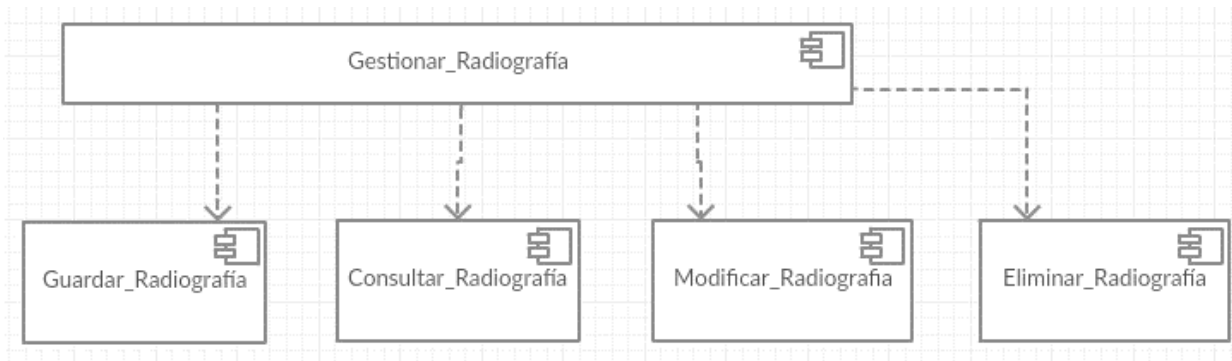 Gestionar_Radiografía
Guardar_Radiografía
Consultar_Radiografía
Modificar_Radiografia
Eliminar_Radiografía